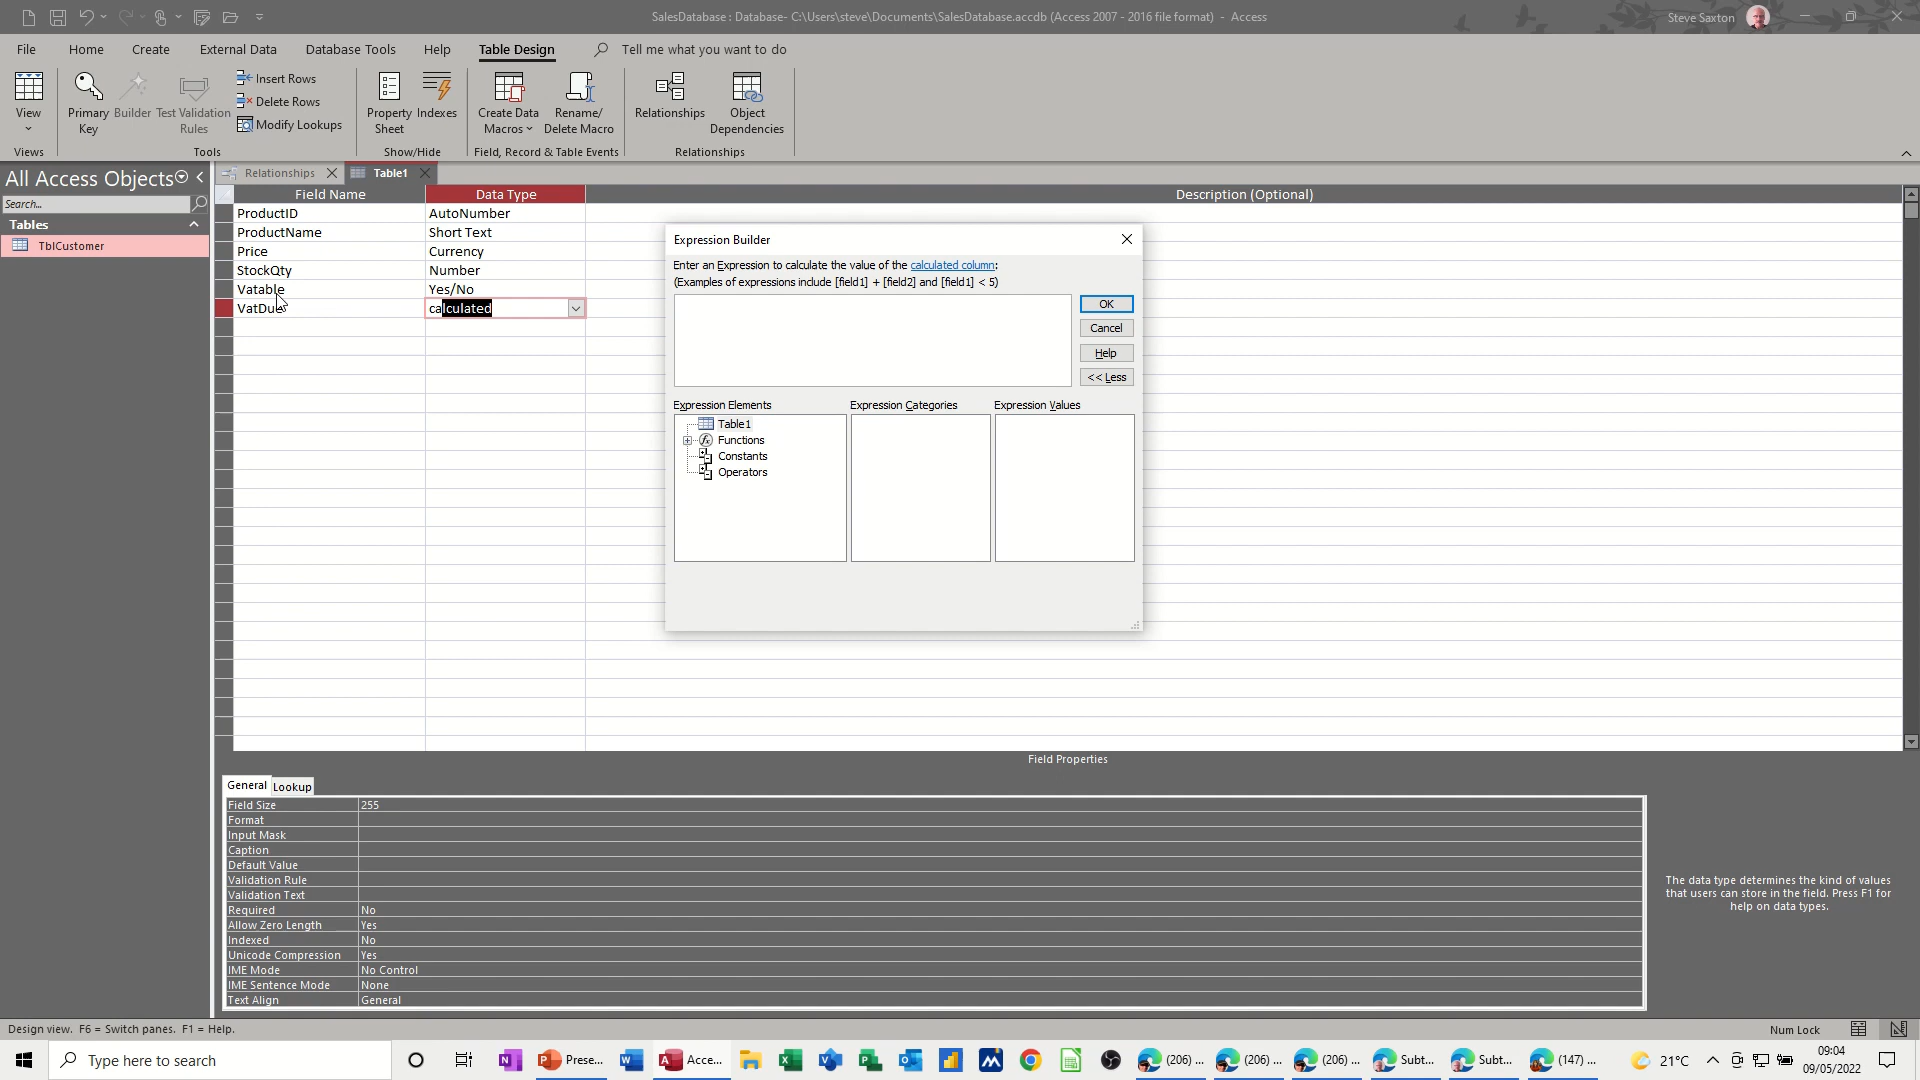 SalesDatabase : Database- C:\Users\steve\Documents\SalesDatabase.accdb (Access 2007 - 2016 file format) - Access
Steve Saxton
File Home Create External Data Database Tools Help Table Design Tell me what you want to do
View
Views
Primary Key
Builder
Test Validation Rules
Insert Rows
Delete Rows
Modify Lookups
Tools
Property Sheet
Indexes
Show/Hide
Create Data Macros
Rename/ Delete Macro
Field, Record & Table Events
Relationships
Object Dependencies
Relationships
All Access Objects
Search...
Tables
TblCustomer
Relationships Table1
Field Name Data Type Description (Optional)
ProductID AutoNumber
ProductName Short Text
Price Currency
StockQty Number
Vatable Yes/No
VatDue calculated
Expression Builder
Enter an Expression to calculate the value of the calculated column:
(Examples of expressions include [field1] + [field2] and [field1] < 5)
OK
Cancel
Help
<< Less
Expression Elements Expression Categories Expression Values
Table1
Functions
Constants
Operators
Field Properties
General Lookup
Field Size 255
Format
Input Mask
Caption
Default Value
Validation Rule
Validation Text
Required No
Allow Zero Length Yes
Indexed No
Unicode Compression Yes
IME Mode No Control
IME Sentence Mode None
Text Align General
The data type determines the kind of values
that users can store in the field. Press F1 for
help on data types.
Design view. F6 = Switch panes. F1 = Help.
Num Lock
Type here to search
Prese...
Acce...
(206) ...
(206) ...
(206) ...
Subt...
Subt...
(147) ...
21°C
09:04
09/05/2022